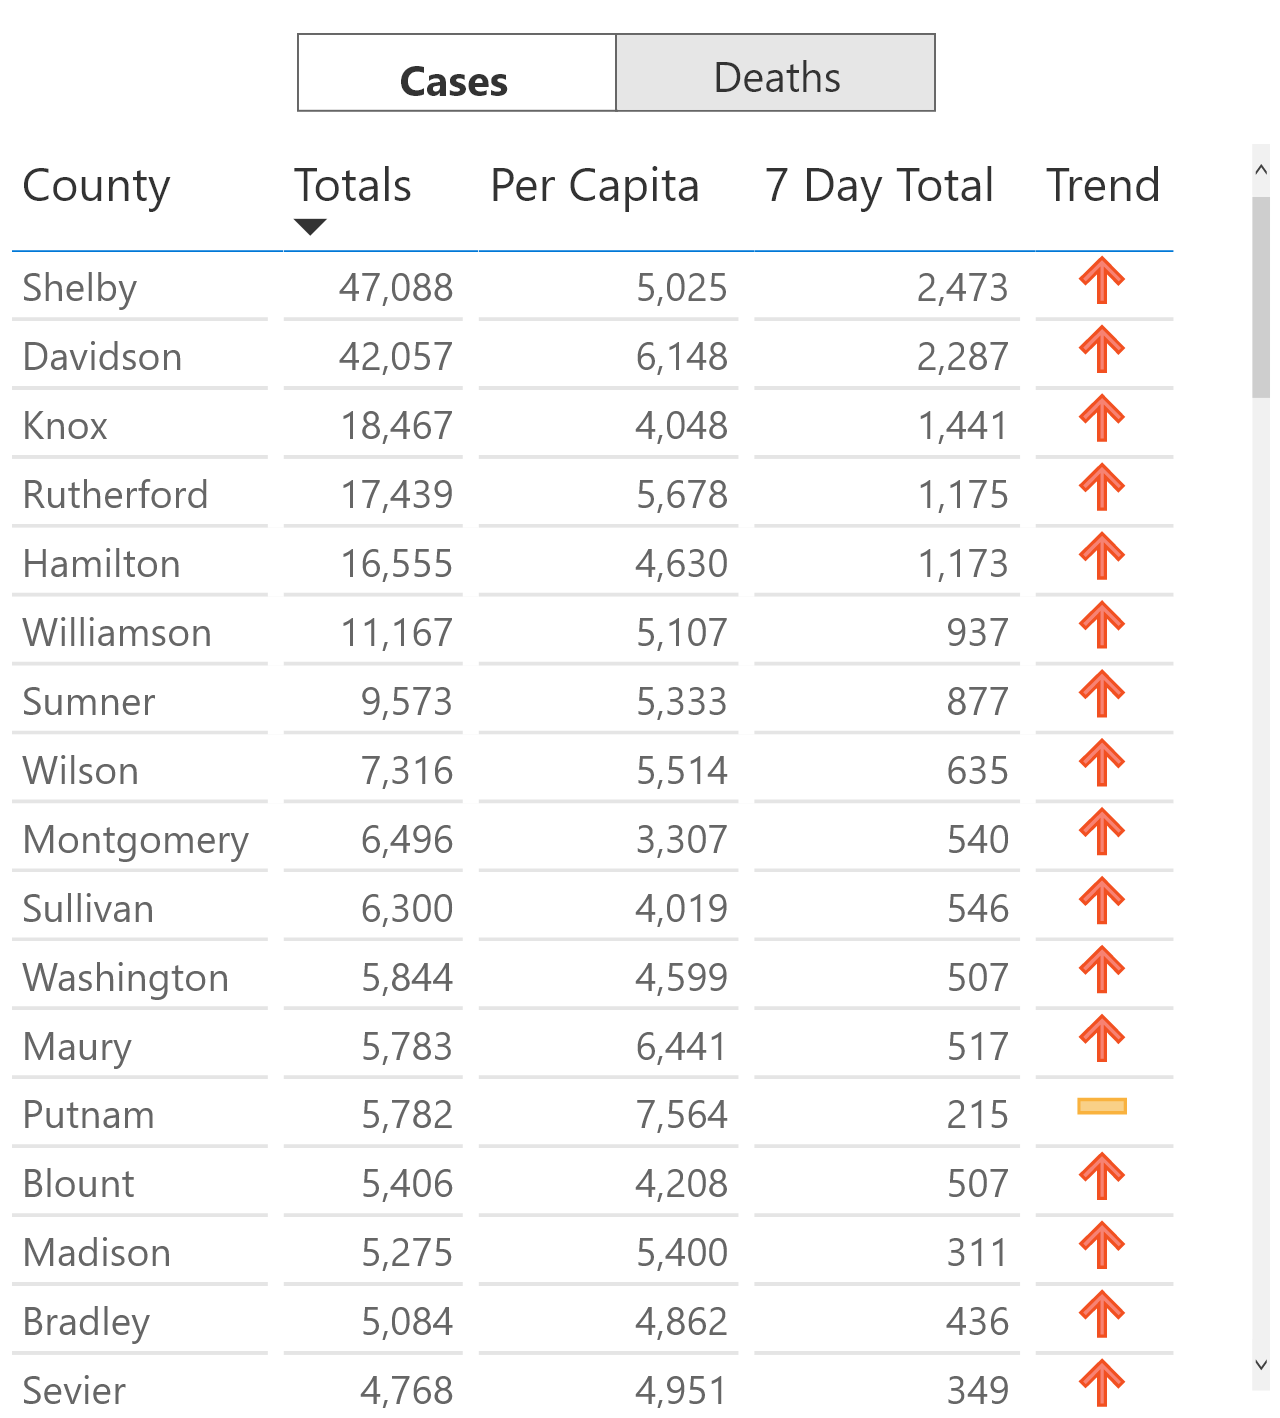 Cases Deaths
County Totals Per Capita 7 Day Total Trend
Shelby 47,088 5,025 2,473
Davidson 42,057 6,148 2,287
Knox 18,467 4,048 1,441
Rutherford 17,439 5,678 1,175
Hamilton 16,555 4,630 1,173
Williamson 11,167 5,107 937
Sumner 9,573 5,333 877
Wilson 7,316 5,514 635
Montgomery 6,496 3,307 540
Sullivan 6,300 4,019 546
Washington 5,844 4,599 507
Maury 5,783 6,441 517
Putnam 5,782 7,564 215
Blount 5,406 4,208 507
Madison 5,275 5,400 311
Bradley 5,084 4,862 436
Sevier 4,768 4,951 349